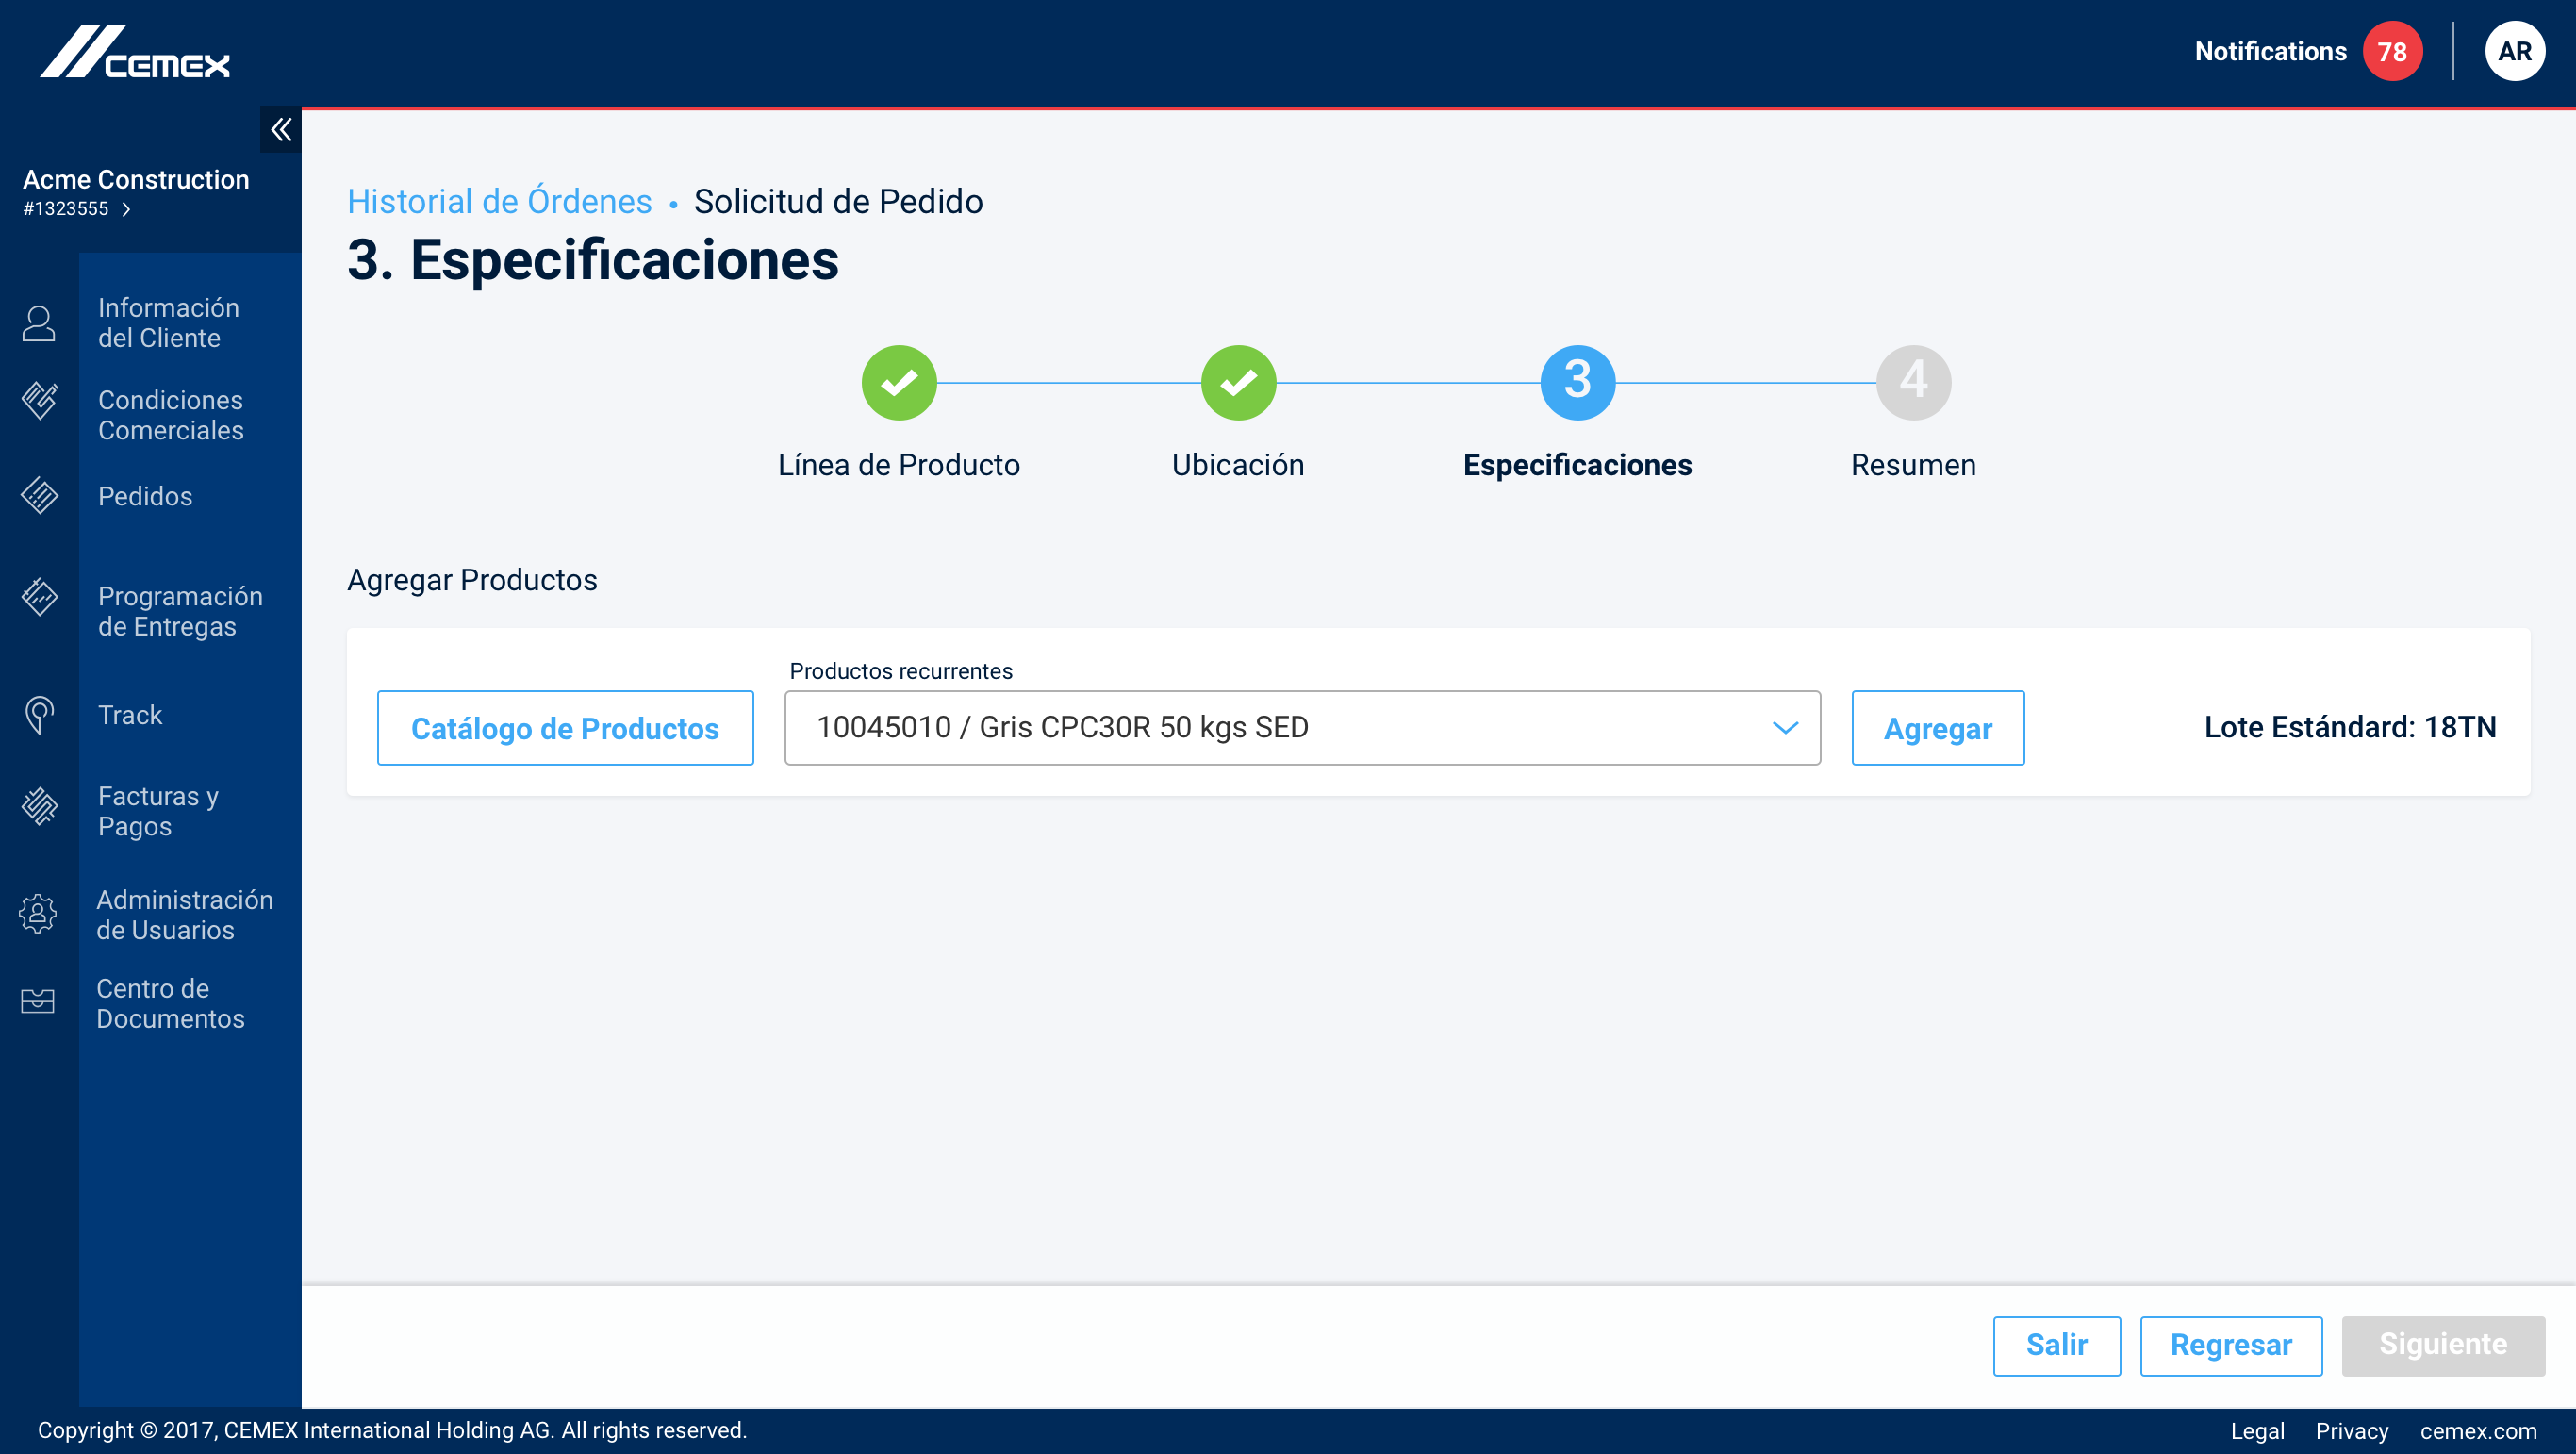 CEMEX
Notifications 78 AR
Acme Construction
#1323555
Información
del Cliente
Condiciones
Comerciales
Pedidos
Programación
de Entregas
Track
Facturas y
Pagos
Administración
de Usuarios
Centro de
Documentos
Historial de Órdenes • Solicitud de Pedido
3. Especificaciones
3 4
Línea de Producto Ubicación Especificaciones Resumen
Agregar Productos
Productos recurrentes
Catálogo de Productos 10045010 / Gris CPC30R 50 kgs SED Agregar Lote Estándard: 18TN
Salir Regresar Siguiente
Copyright © 2017, CEMEX International Holding AG. All rights reserved. Legal Privacy cemex.com